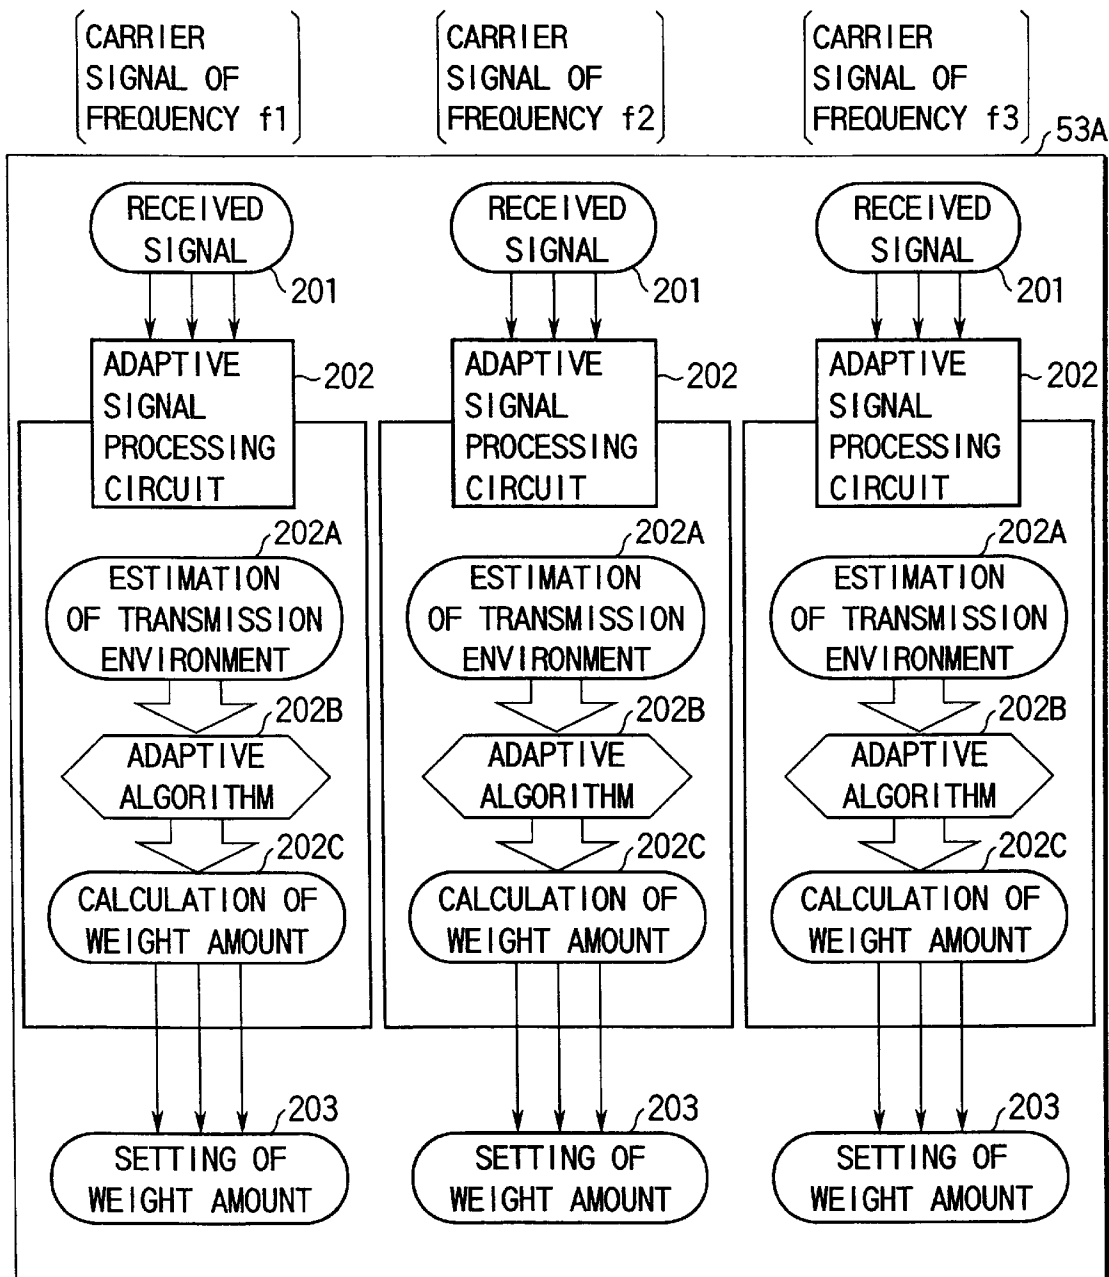 CARRIER
SIGNAL OF
FREQUENCY f1
CARRIER
SIGNAL OF
FREQUENCY f2
CARRIER
SIGNAL OF
FREQUENCY f3
53A
RECEIVED
SIGNAL
201
ADAPTIVE
SIGNAL
PROCESSING
CIRCUIT
202
202A
ESTIMATION
OF TRANSMISSION
ENVIRONMENT
202B
ADAPTIVE
ALGORITHM
202C
CALCULATION OF
WEIGHT AMOUNT
203
SETTING OF
WEIGHT AMOUNT
RECEIVED
SIGNAL
201
ADAPTIVE
SIGNAL
PROCESSING
CIRCUIT
202
202A
ESTIMATION
OF TRANSMISSION
ENVIRONMENT
202B
ADAPTIVE
ALGORITHM
202C
CALCULATION OF
WEIGHT AMOUNT
203
SETTING OF
WEIGHT AMOUNT
RECEIVED
SIGNAL
201
ADAPTIVE
SIGNAL
PROCESSING
CIRCUIT
202
202A
ESTIMATION
OF TRANSMISSION
ENVIRONMENT
202B
ADAPTIVE
ALGORITHM
202C
CALCULATION OF
WEIGHT AMOUNT
203
SETTING OF
WEIGHT AMOUNT